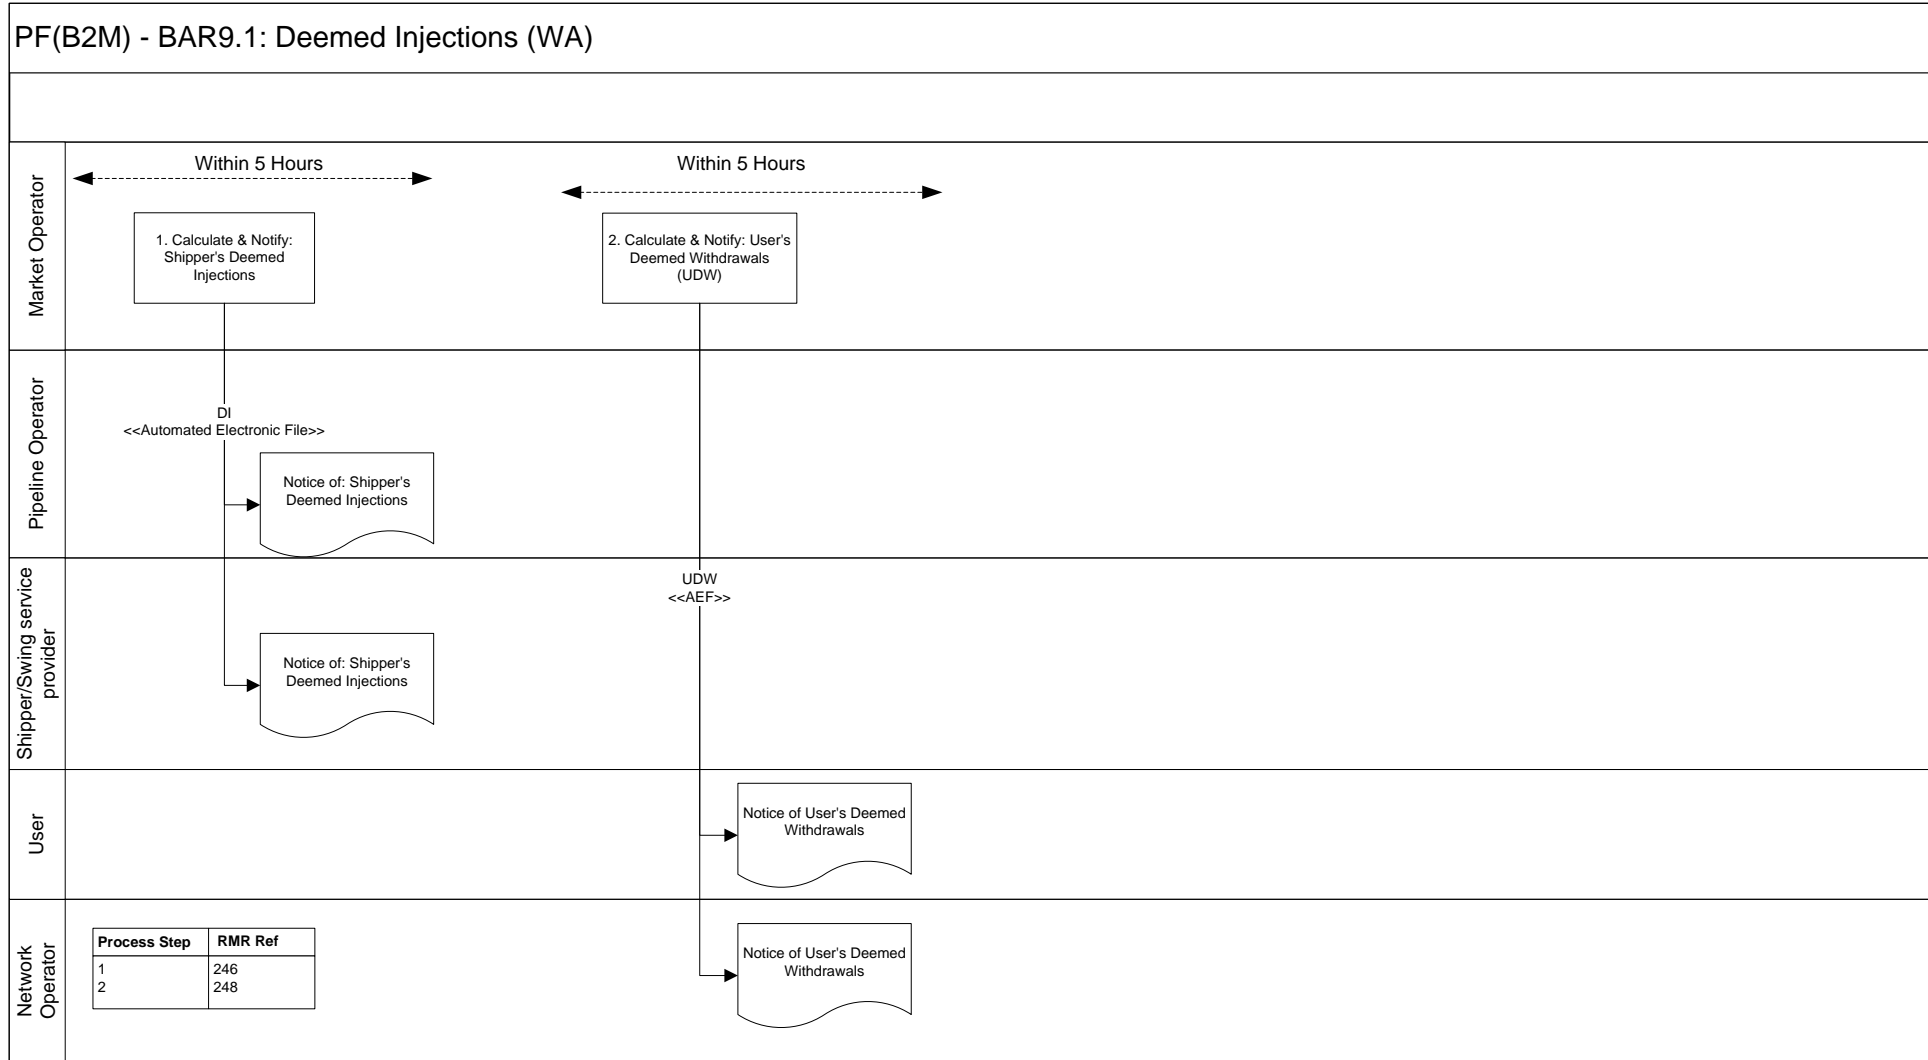 PF(B2M) - BAR9.1: Deemed Injections (WA)
Market Operator
Within 5 Hours
Within 5 Hours
1. Calculate & Notify:
Shipper's Deemed
Injections
2. Calculate & Notify: User's
Deemed Withdrawals
(UDW)
Pipeline Operator
DI
<<Automated Electronic File>>
Notice of: Shipper's
Deemed Injections
Shipper/Swing service
provider
UDW
<<AEF>>
Notice of: Shipper's
Deemed Injections
User
Notice of User's Deemed
Withdrawals
Network
Operator
Process Step RMR Ref
1 246
2 248
Notice of User's Deemed
Withdrawals